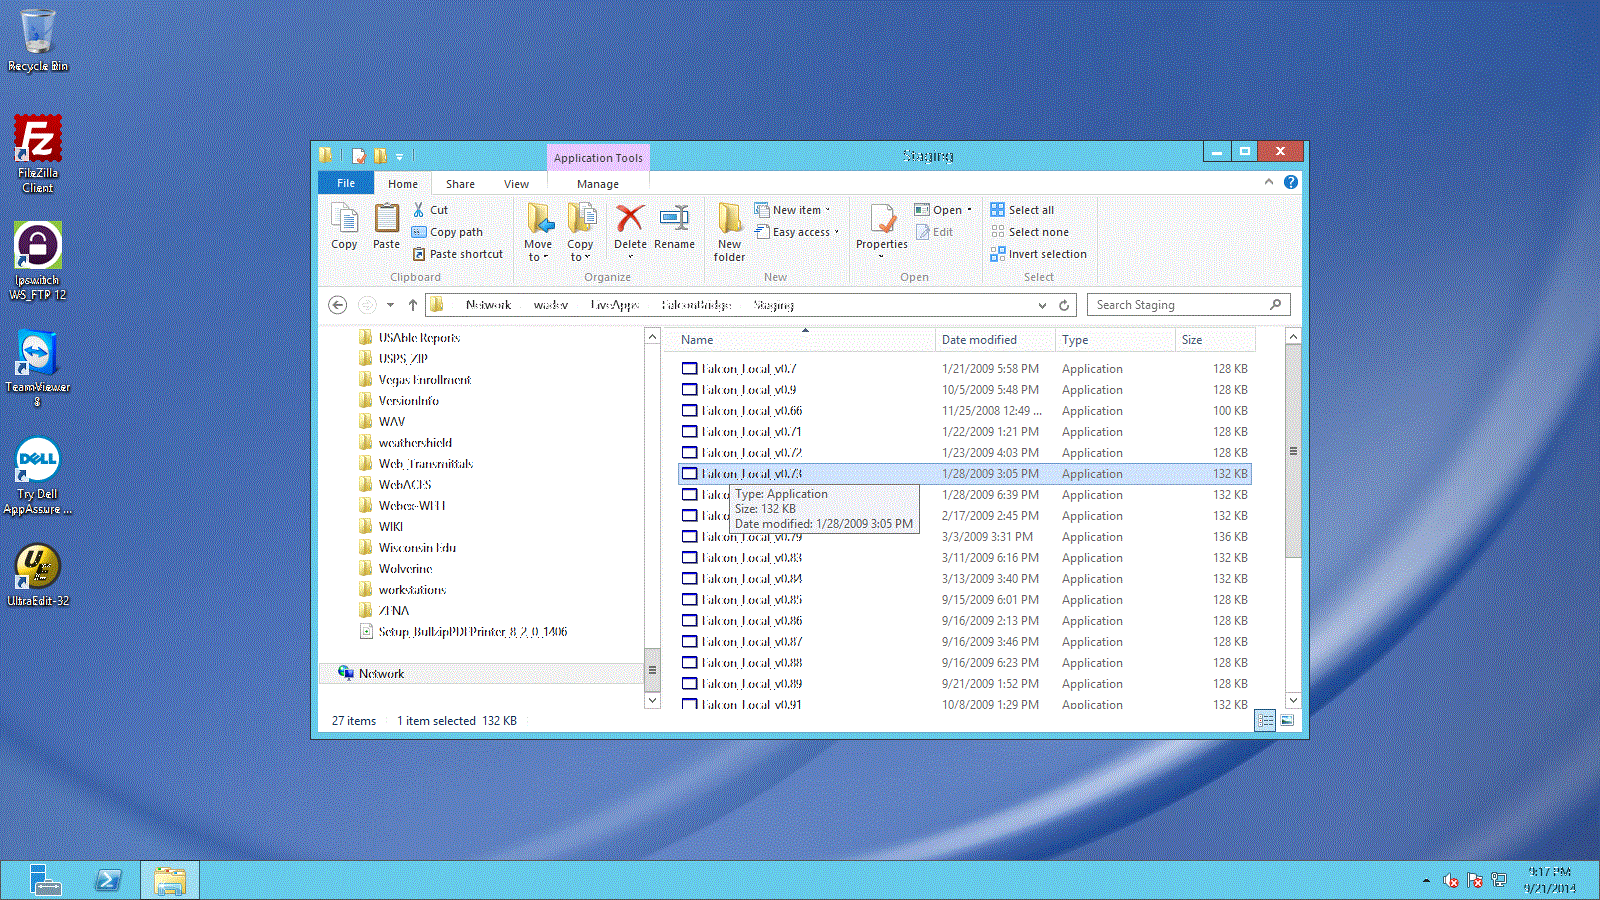 Recycle Bin
FileZilla
Client
Ipswitch
WS_FTP 12
TeamViewer
8
DELL
Try Dell
AppAssure ...
UltraEdit-32
Application Tools
Staging
File
Home
Share
View
Manage
Copy
Paste
Cut
Copy path
Paste shortcut
Clipboard
Move
to
Copy
to
Delete
Rename
Organize
New
folder
New item
Easy access
New
Properties
Open
Edit
Open
Select all
Select none
Invert selection
Select
Network wadev LiveApps FalconBadge Staging
Search Staging
USAble Reports
USPS_ZIP
Vegas Enrollment
VersionInfo
WAV
weathershield
Web_Transmittals
WebACES
Webex-WFLI
WIKI
Wisconsin Edu
Wolverine
workstations
ZENA
Setup_BullzipPDFPrinter_8_2_0_1406
Network
Name Date modified Type Size
Falcon_Local_v0.7 1/21/2009 5:58 PM Application 128 KB
Falcon_Local_v0.9 10/5/2009 5:48 PM Application 128 KB
Falcon_Local_v0.66 11/25/2008 12:49 ... Application 100 KB
Falcon_Local_v0.71 1/22/2009 1:21 PM Application 128 KB
Falcon_Local_v0.72 1/23/2009 4:03 PM Application 128 KB
Falcon_Local_v0.73 1/28/2009 3:05 PM Application 132 KB
Falco 1/28/2009 6:39 PM Application 132 KB
Falco 2/17/2009 2:45 PM Application 132 KB
Falcon_Local_v0.79 3/3/2009 3:31 PM Application 136 KB
Falcon_Local_v0.83 3/11/2009 6:16 PM Application 132 KB
Falcon_Local_v0.84 3/13/2009 3:40 PM Application 132 KB
Falcon_Local_v0.85 9/15/2009 6:01 PM Application 128 KB
Falcon_Local_v0.86 9/16/2009 2:13 PM Application 128 KB
Falcon_Local_v0.87 9/16/2009 3:46 PM Application 128 KB
Falcon_Local_v0.88 9/16/2009 6:23 PM Application 128 KB
Falcon_Local_v0.89 9/21/2009 1:52 PM Application 128 KB
Falcon_Local_v0.91 10/8/2009 1:29 PM Application 132 KB
Type: Application
Size: 132 KB
Date modified: 1/28/2009 3:05 PM
27 items 1 item selected 132 KB
9:17 PM
9/21/2014